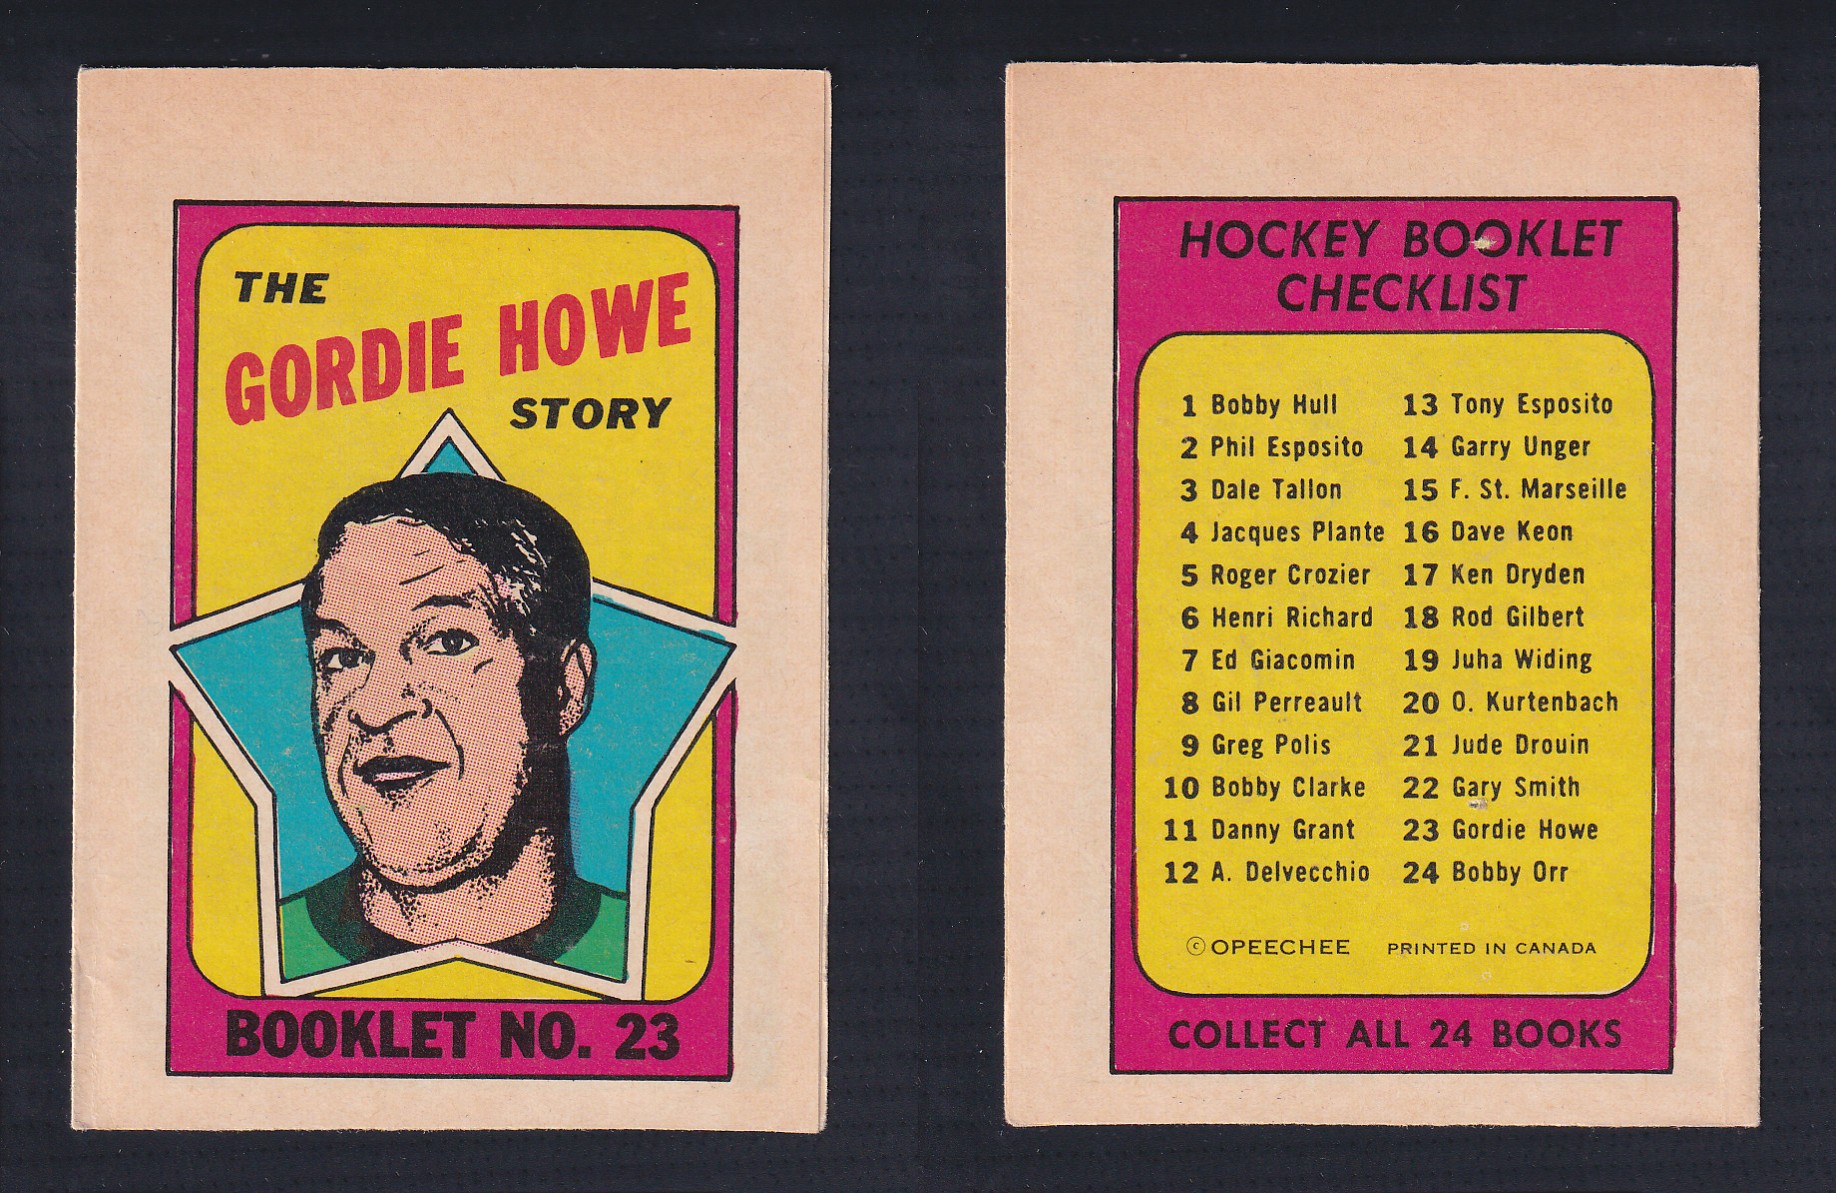 THE
GORDIE HOWE
STORY
BOOKLET NO. 23
HOCKEY BOOKLET
CHECKLIST
1 Bobby Hull
2 Phil Esposito
3 Dale Tallon
4 Jacques Plante
5 Roger Crozier
6 Henri Richard
7 Ed Giacomin
8 Gil Perreault
9 Greg Polis
10 Bobby Clarke
11 Danny Grant
12 A. Delvecchio
13 Tony Esposito
14 Garry Unger
15 F. St. Marseille
16 Dave Keon
17 Ken Dryden
18 Rod Gilbert
19 Juha Widing
20 O. Kurtenbach
21 Jude Drouin
22 Gary Smith
23 Gordie Howe
24 Bobby Orr
© OPEECHEE PRINTED IN CANADA
COLLECT ALL 24 BOOKS